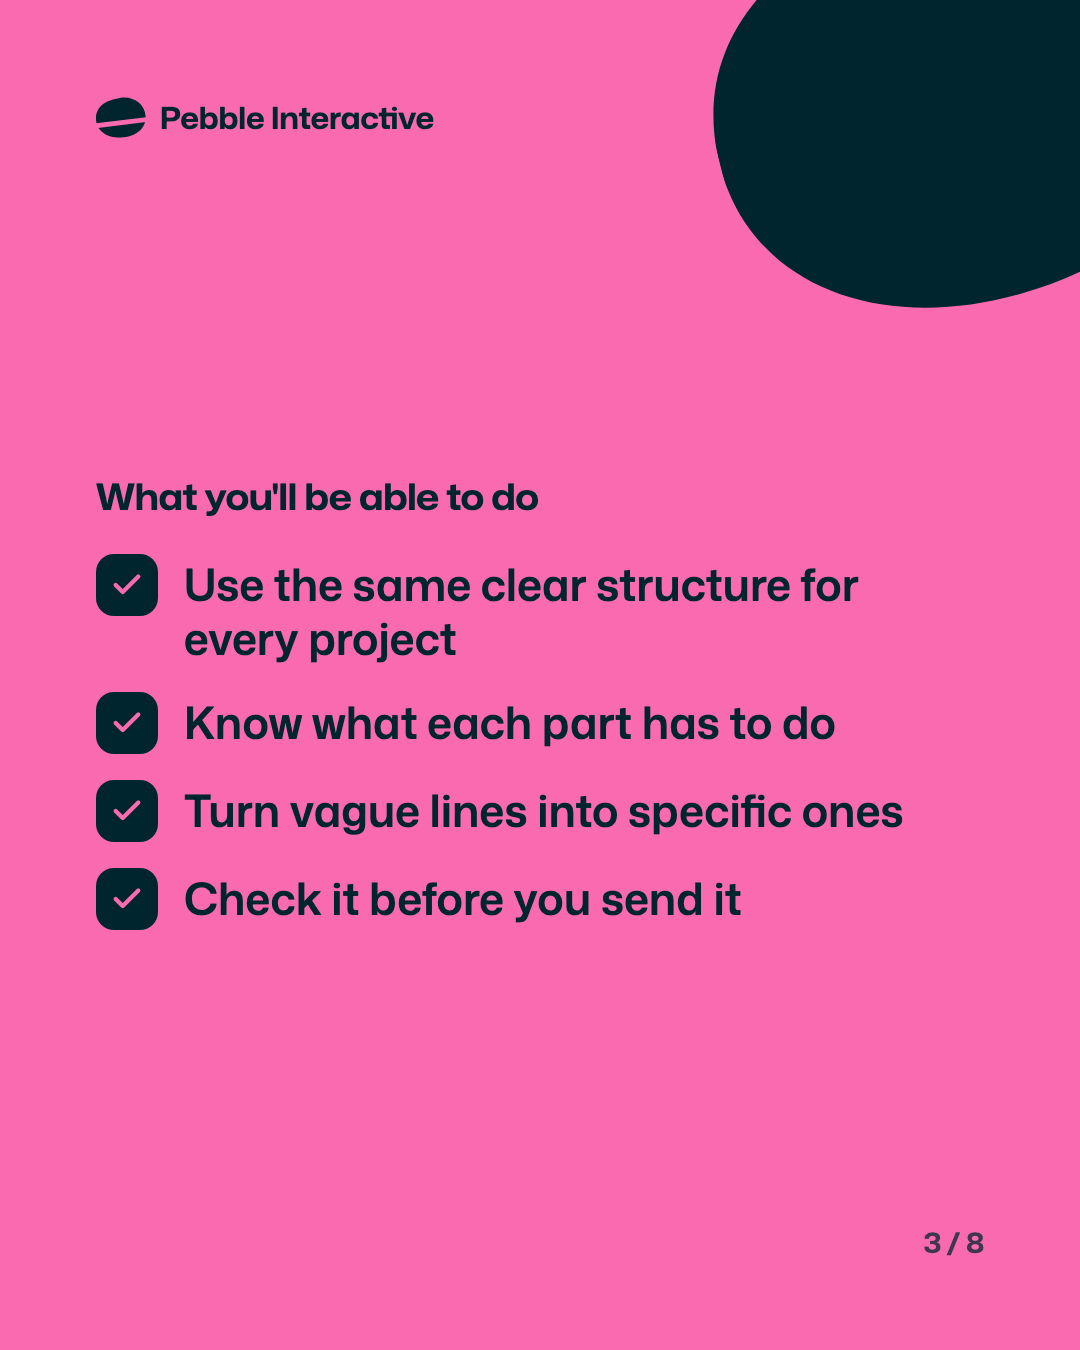 Pebble Interactive
What you'll be able to do
Use the same clear structure for
every project
Know what each part has to do
Turn vague lines into specific ones
Check it before you send it
3 / 8